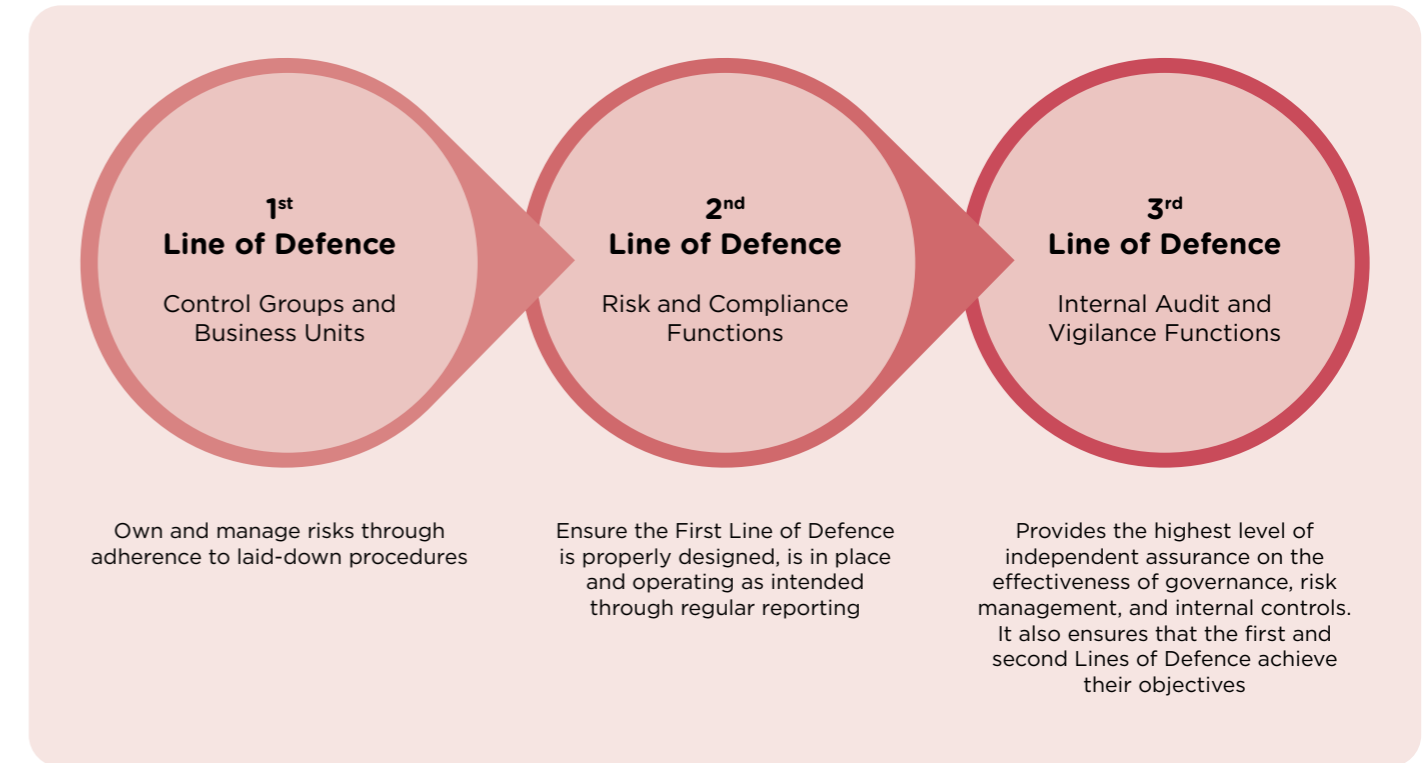 1st
Line of Defence
Control Groups and
Business Units
Own and manage risks through
adherence to laid-down procedures
2nd
Line of Defence
Risk and Compliance
Functions
Ensure the First Line of Defence
is properly designed, is in place
and operating as intended
through regular reporting
3rd
Line of Defence
Internal Audit and
Vigilance Functions
Provides the highest level of
independent assurance on the
effectiveness of governance, risk
management, and internal controls.
It also ensures that the first and
second Lines of Defence achieve
their objectives